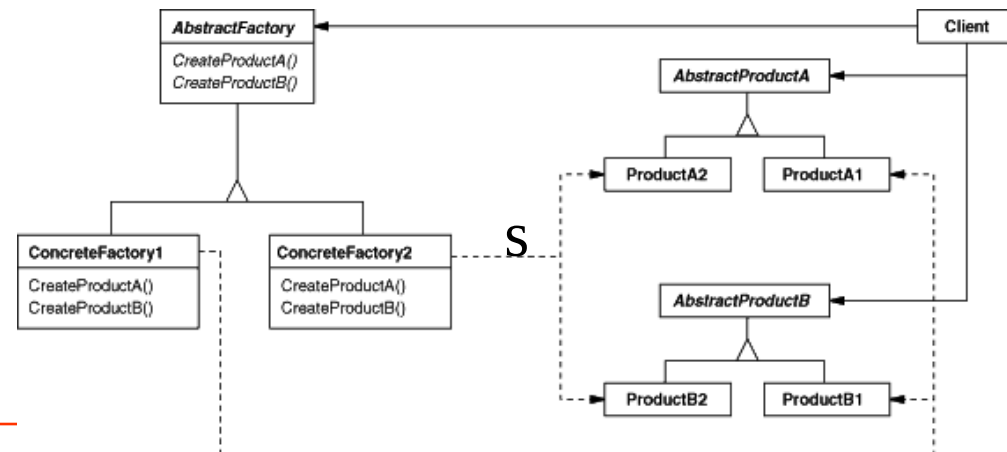 AbstractFactory
CreateProductA()
CreateProductB()
Client
AbstractProductA
ProductA2
ProductA1
ConcreteFactory1
CreateProductA()
CreateProductB()
ConcreteFactory2
CreateProductA()
CreateProductB()
S
AbstractProductB
ProductB2
ProductB1